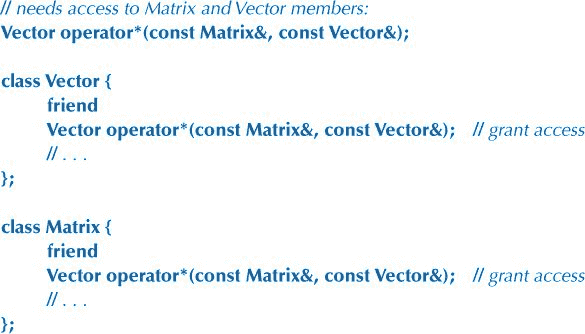 // needs access to Matrix and Vector members:
Vector operator*(const Matrix&, const Vector&);
class Vector {
friend
Vector operator*(const Matrix&, const Vector&); // grant access
// . . .
};
class Matrix {
friend
Vector operator*(const Matrix&, const Vector&); // grant access
// . . .
};